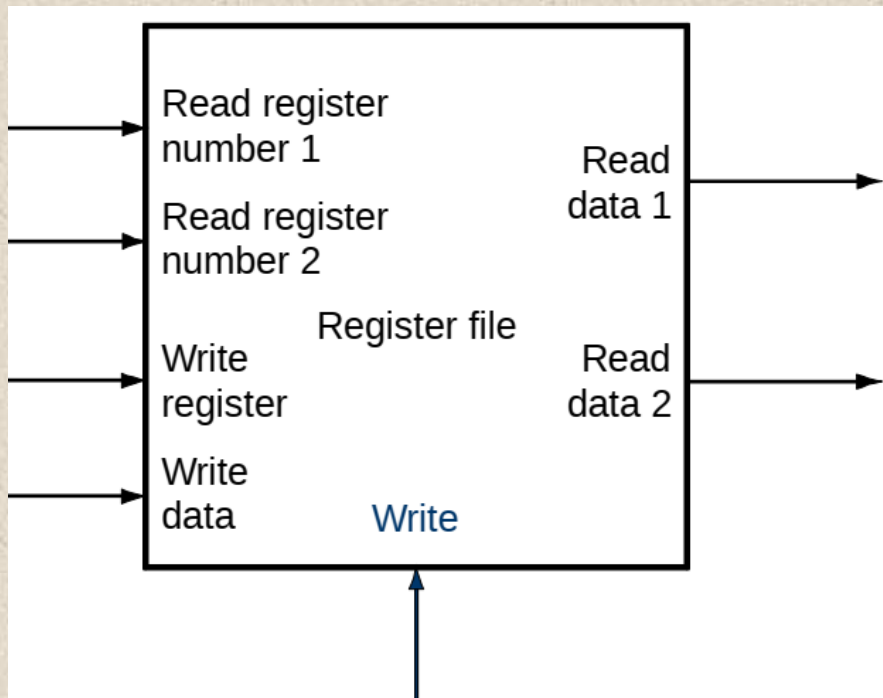 Read register
number 1
Read register
number 2
Write
register
Write
data
Register file
Write
Read
data 1
Read
data 2